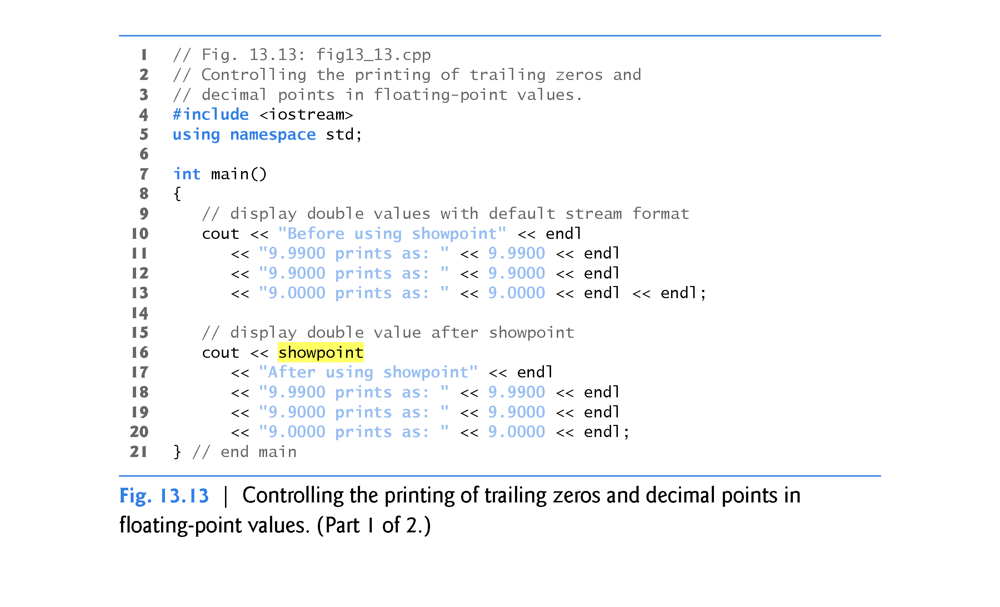 1 // Fig. 13.13: fig13_13.cpp
2 // Controlling the printing of trailing zeros and
3 // decimal points in floating-point values.
4 #include <iostream>
5 using namespace std;
6
7 int main()
8 {
9 // display double values with default stream format
10 cout << "Before using showpoint" << endl
11 << "9.9900 prints as: " << 9.9900 << endl
12 << "9.9000 prints as: " << 9.9000 << endl
13 << "9.0000 prints as: " << 9.0000 << endl << endl;
14
15 // display double value after showpoint
16 cout << showpoint
17 << "After using showpoint" << endl
18 << "9.9900 prints as: " << 9.9900 << endl
19 << "9.9000 prints as: " << 9.9000 << endl
20 << "9.0000 prints as: " << 9.0000 << endl;
21 } // end main
Fig. 13.13 | Controlling the printing of trailing zeros and decimal points in
floating-point values. (Part 1 of 2.)